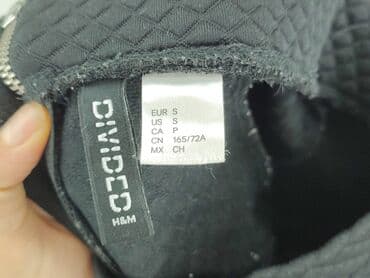 DIVIDED
H&M
EUR S
US S
CA P
CN 165/72A
MX CH